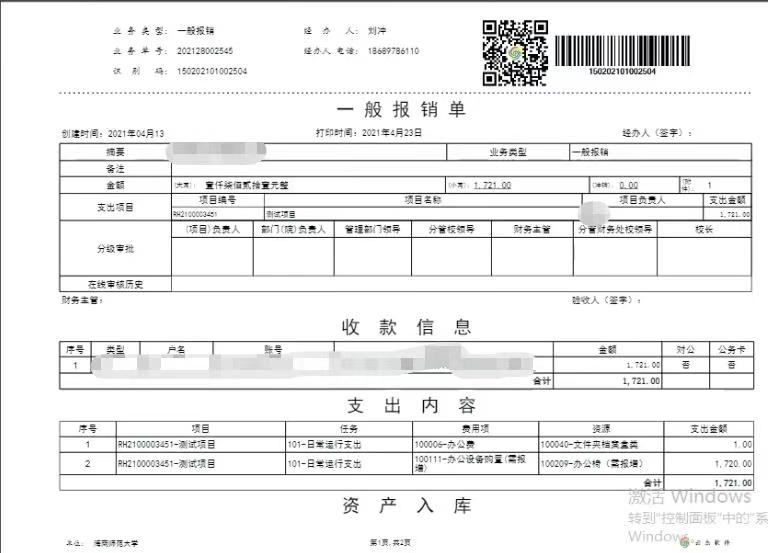 业务类型: 一般报销 经 办 人: 刘冲
业务单号: 202128002545 经办人 电话: 18689786110
识 别 码: 150202101002504
150202101002504
一般报销单
创建时间: 2021年04月13 打印时间: 2021年4月23日 经办人（签字）:
摘要 业务类型 一般报销
备注
金额 (大写): 壹仟柒佰贰拾壹元整 (小写): 1,721.00 (冲销): 0.00 (附件): 1
支出项目 项目编号 项目名称 项目负责人 支出金额
RH2100003451 测试项目 1,721.00
分级审批 (项目)负责人 部门(院)负责人 管理部门领导 分管校领导 财务主管 分管财务处校领导 校长
在线审核历史
财务主管: 验收人（签字）:
收款信息
序号 类型 户名 账号 金额 对公 公务卡
1 1,721.00 否 否
合计 1,721.00
支出内容
序号 项目 任务 费用项 资源 支出金额
1 RH2100003451-测试项目 101-日常运行支出 100006-办公费 100040-文件夹档案盒类 1.00
2 RH2100003451-测试项目 101-日常运行支出 100111-办公设备购置(需报增) 100209-办公椅（需报增） 1,720.00
合计 1,721.00
资产入库
激活 Windows
转到"控制面板"中的"系
Windows
单位: 海南师范大学 第1页, 共2页